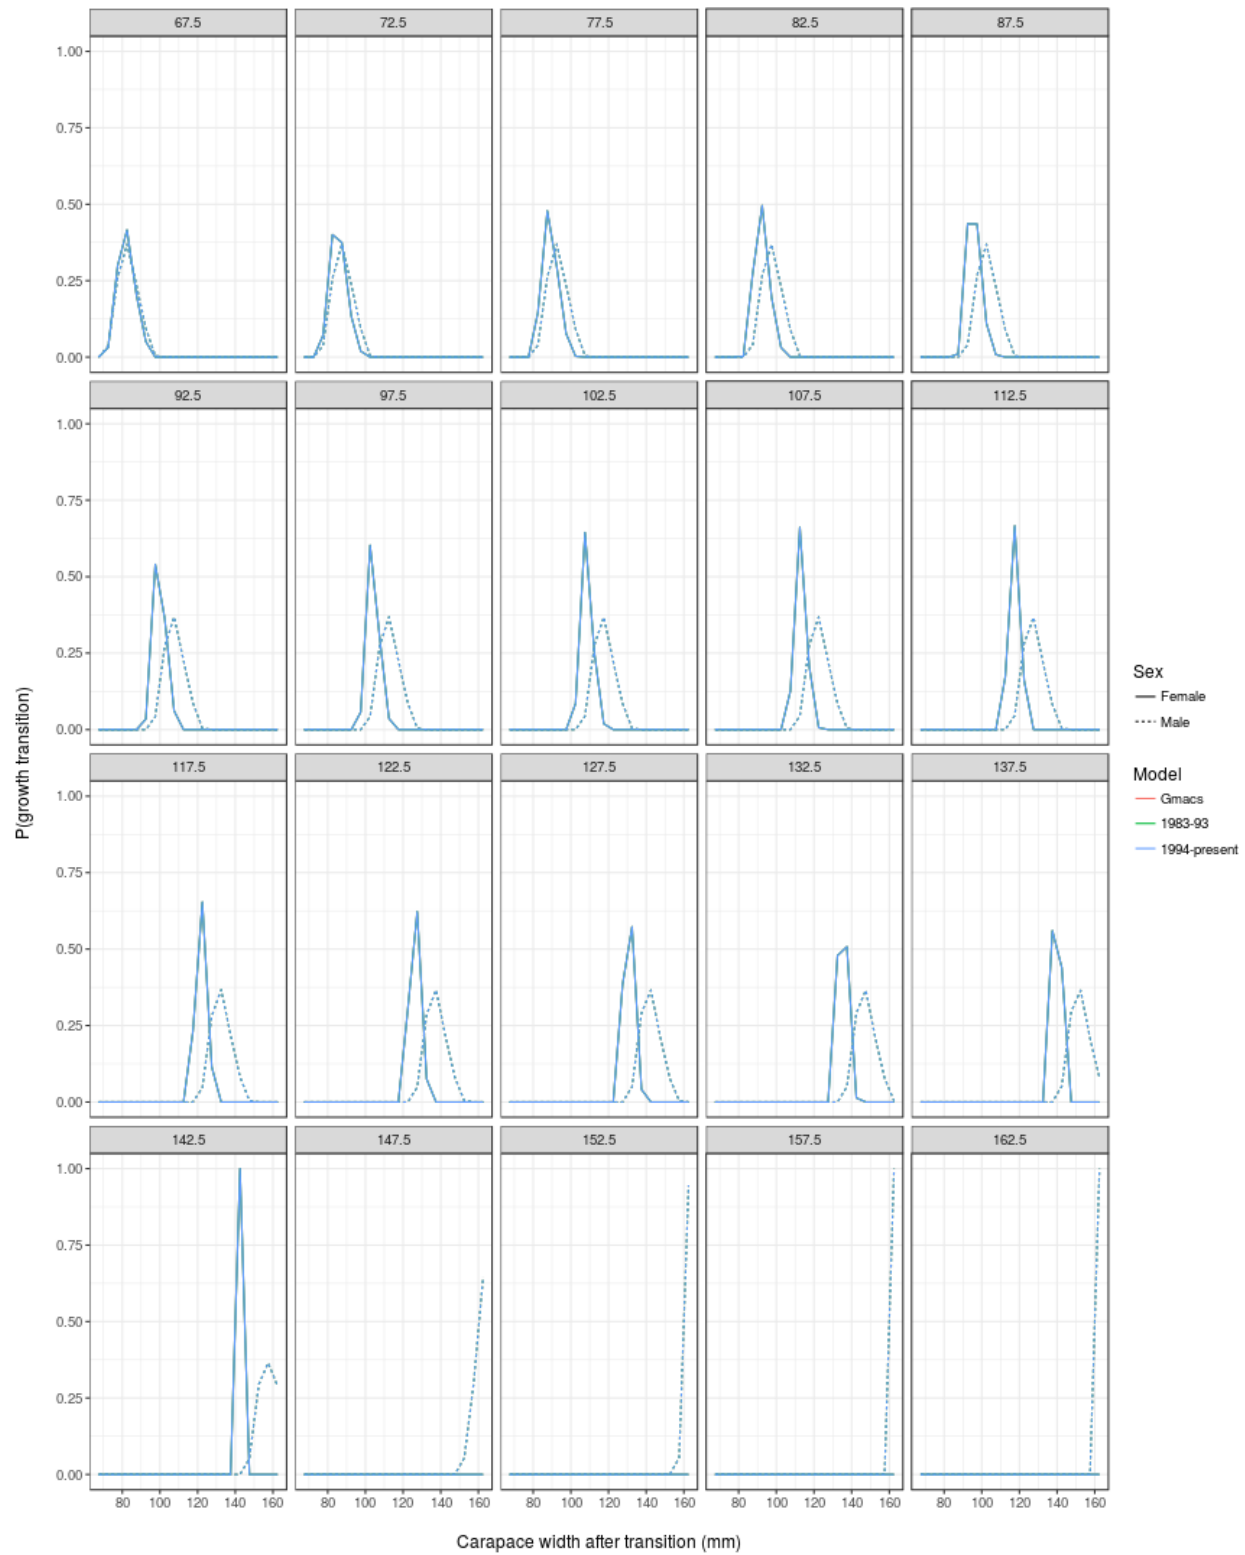 67.5 72.5 77.5 82.5 87.5
1.00
0.75
0.50
0.25
0.00
92.5 97.5 102.5 107.5 112.5
1.00
0.75
0.50
0.25
0.00
117.5 122.5 127.5 132.5 137.5
1.00
0.75
0.50
0.25
0.00
142.5 147.5 152.5 157.5 162.5
1.00
0.75
0.50
0.25
0.00
80 100 120 140 160 80 100 120 140 160 80 100 120 140 160 80 100 120 140 160 80 100 120 140 160
Carapace width after transition (mm)
P(growth transition)
Sex
Female
Male
Model
Gmacs
1983-93
1994-present